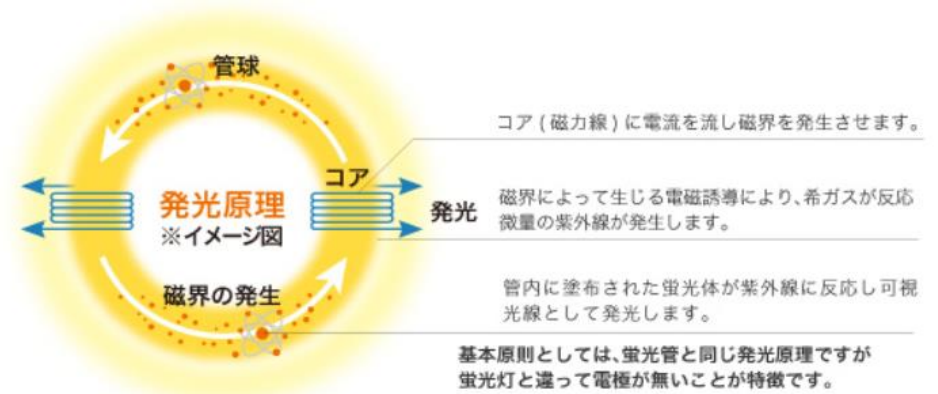 管球
コア(磁力線)に電流を流し磁界を発生させます。
コア
発光原理
※イメージ図
発光
磁界によって生じる電磁誘導により、希ガスが反応
微量の紫外線が発生します。
磁界の発生
管内に塗布された蛍光体が紫外線に反応し可視
光線として発光します。
基本原則としては、蛍光管と同じ発光原理ですが
蛍光灯と違って電極が無いことが特徴です。